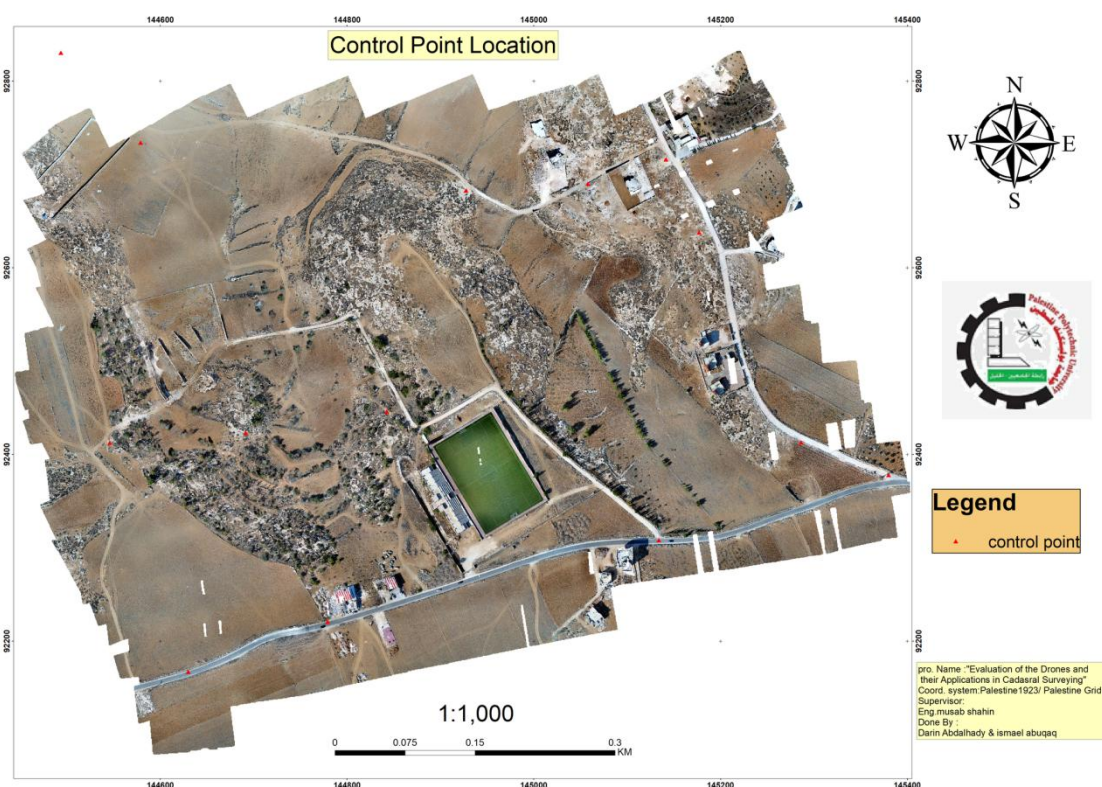 144600 144800 145000 145200 145400
Control Point Location
92800 92800
92600 92600
92400 92400
92200 92200
144600 144800 145000 145200 145400
1:1,000
0 0.075 0.15 0.3
KM
N
W E
S
Palestine Polytechnic University
Legend
control point
pro. Name :"Evaluation of the Drones and
their Applications in Cadasral Surveying"
Coord. system:Palestine1923/ Palestine Grid
Supervisor:
Eng.musab shahin
Done By :
Darin Abdalhady & ismael abuqaq